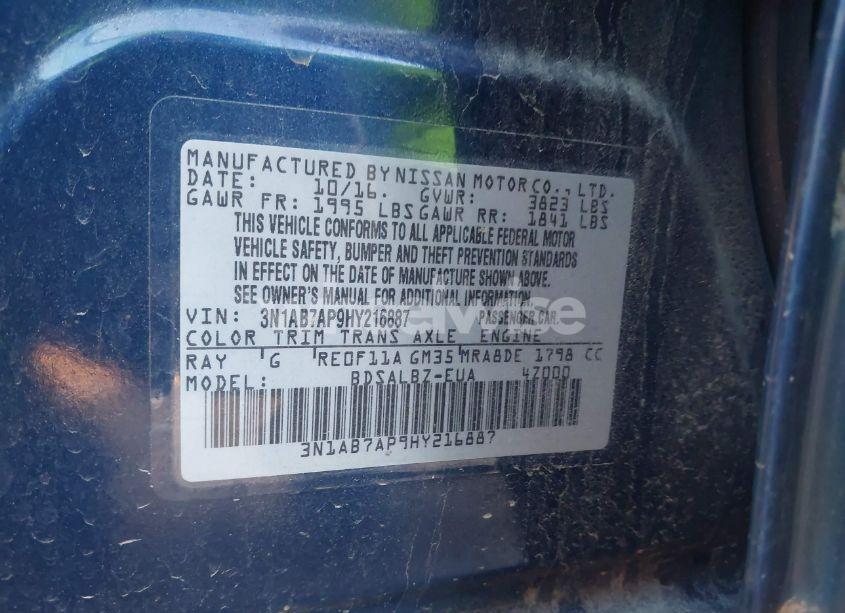 MANUFACTURED BY NISSAN MOTOR CO., LTD.
DATE: 10/16. GVWR: 3823 LBS
GAWR FR: 1995 LBS GAWR RR: 1841 LBS
THIS VEHICLE CONFORMS TO ALL APPLICABLE FEDERAL MOTOR
VEHICLE SAFETY, BUMPER AND THEFT PREVENTION STANDARDS
IN EFFECT ON THE DATE OF MANUFACTURE SHOWN ABOVE.
SEE OWNER'S MANUAL FOR ADDITIONAL INFORMATION.
VIN: 3N1AB7AP9HY216887 PASSENGER CAR.
COLOR TRIM TRANS AXLE ENGINE
RAY G RE0F11A GM35 MRA8DE 1798 CC
MODEL: BDSALBZ-EUA 47000
3N1AB7AP9HY216887